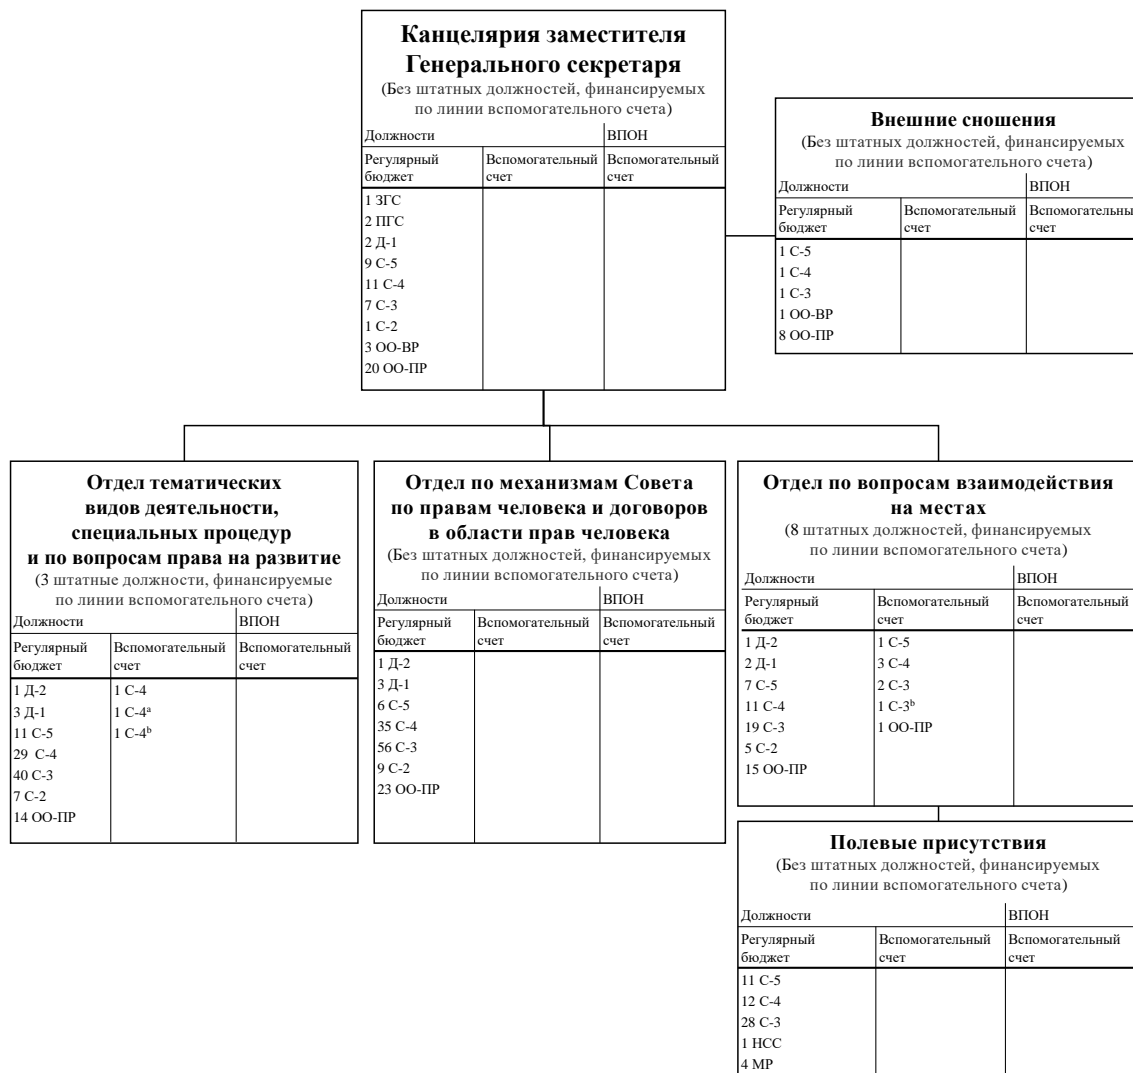 Канцелярия заместителя
Генерального секретаря
(Без штатных должностей, финансируемых
по линии вспомогательного счета)
Должности ВПОН
Регулярный бюджет Вспомогательный счет Вспомогательный счет
1 ЗГС
2 ПГС
2 Д-1
9 С-5
11 С-4
7 С-3
1 С-2
3 ОО-ВР
20 ОО-ПР
Внешние сношения
(Без штатных должностей, финансируемых
по линии вспомогательного счета)
Должности ВПОН
Регулярный бюджет Вспомогательный счет Вспомогательны счет
1 С-5
1 С-4
1 С-3
1 ОО-ВР
8 ОО-ПР
Отдел тематических
видов деятельности,
специальных процедур
и по вопросам права на развитие
(3 штатные должности, финансируемые
по линии вспомогательного счета)
Должности ВПОН
Регулярный бюджет Вспомогательный счет Вспомогательный счет
1 Д-2 1 С-4
3 Д-1 1 С-4ᵃ
11 С-5 1 С-4ᵇ
29 С-4
40 С-3
7 С-2
14 ОО-ПР
Отдел по механизмам Совета
по правам человека и договоров
в области прав человека
(Без штатных должностей, финансируемых
по линии вспомогательного счета)
Должности ВПОН
Регулярный бюджет Вспомогательный счет Вспомогательный счет
1 Д-2
3 Д-1
6 С-5
35 С-4
56 С-3
9 С-2
23 ОО-ПР
Отдел по вопросам взаимодействия
на местах
(8 штатных должностей, финансируемых
по линии вспомогательного счета)
Должности ВПОН
Регулярный бюджет Вспомогательный счет Вспомогательный счет
1 Д-2 1 С-5
2 Д-1 3 С-4
7 С-5 2 С-3
11 С-4 1 С-3ᵇ
19 С-3 1 ОО-ПР
5 С-2
15 ОО-ПР
Полевые присутствия
(Без штатных должностей, финансируемых
по линии вспомогательного счета)
Должности ВПОН
Регулярный бюджет Вспомогательный счет Вспомогательный счет
11 С-5
12 С-4
28 С-3
1 НСС
4 МР